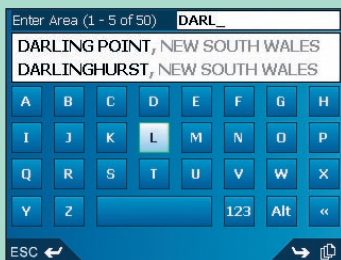 Enter Area (1 - 5 of 50) DARL_
DARLING POINT, NEW SOUTH WALES
DARLINGHURST, NEW SOUTH WALES
A B C D E F G H
I J K L M N O P
Q R S T U V W X
Y Z 123 Alt «
ESC